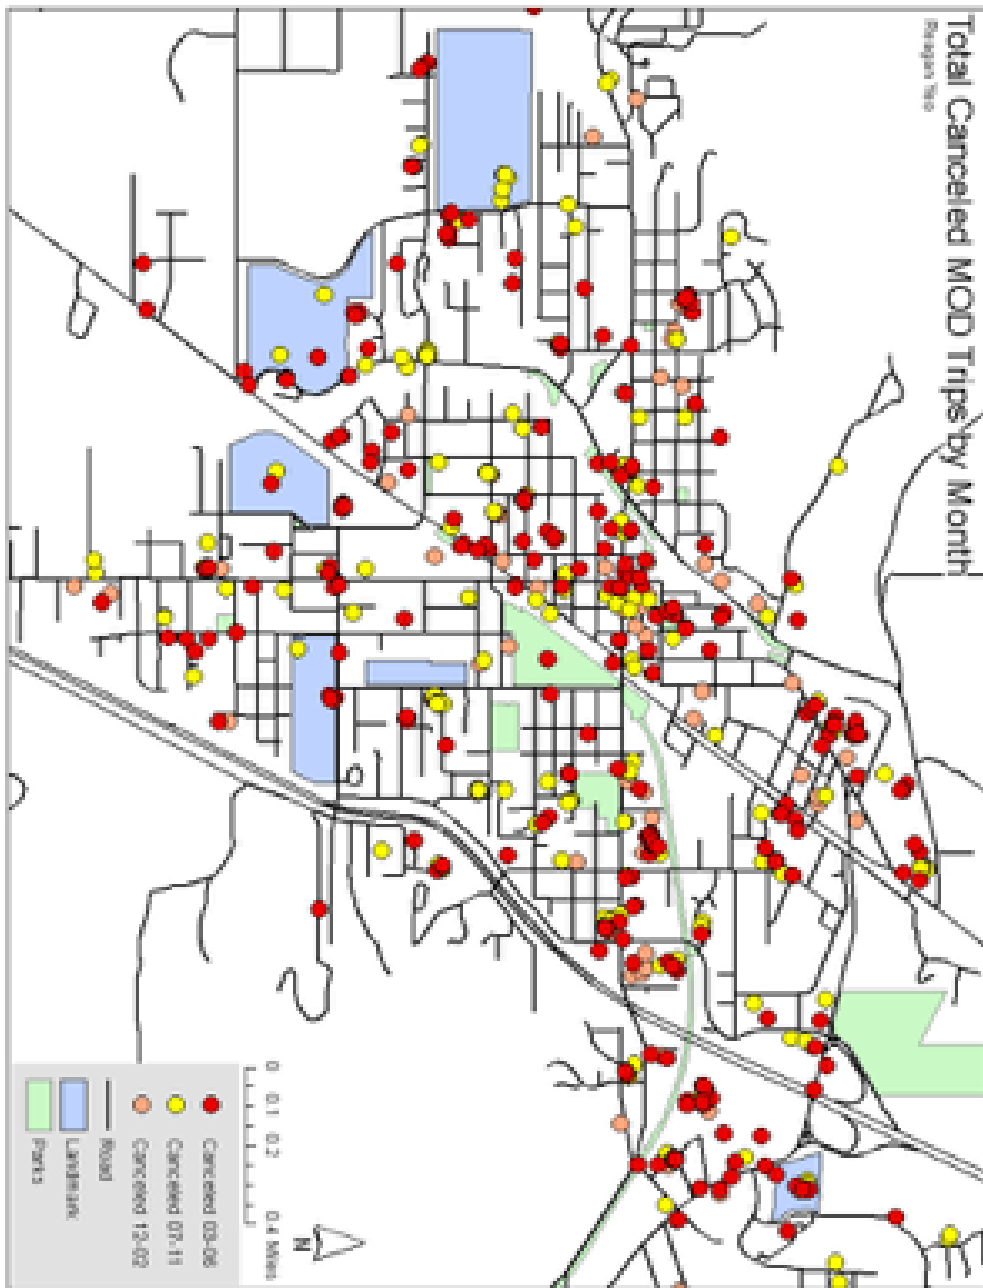 Total Canceled MOD Trips by Month
Canceled 03-06
Canceled 07-11
Canceled 12-02
Road
Landmark
Parks
0 0.1 0.2 0.4 Miles
N